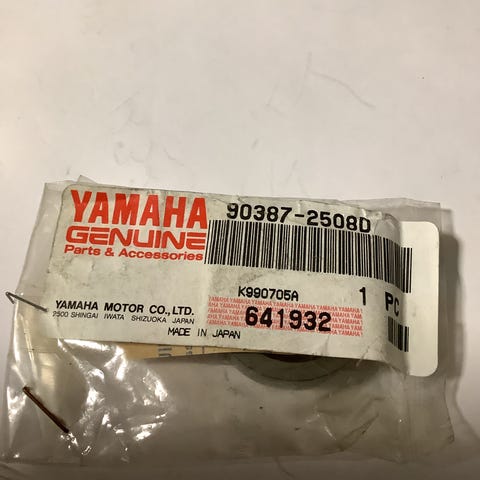 YAMAHA
GENUINE
Parts & Accessories
90387-2508D
K990705A
1 PC
YAMAHA MOTOR CO., LTD.
2500 SHINGAI IWATA SHIZUOKA JAPAN
641932
MADE IN JAPAN